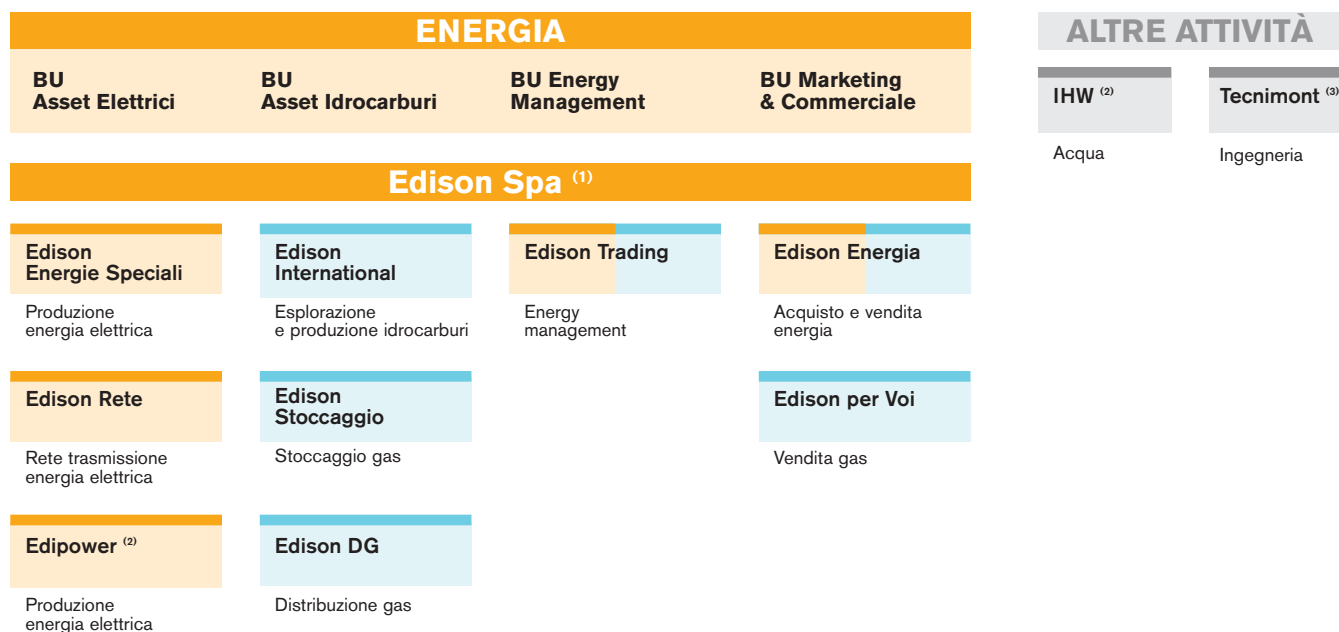 ENERGIA
BU
Asset Elettrici
BU
Asset Idrocarburi
BU Energy
Management
BU Marketing
& Commerciale
Edison Spa (1)
Edison
Energie Speciali
Produzione
energia elettrica
Edison
International
Esplorazione
e produzione idrocarburi
Edison Trading
Energy
management
Edison Energia
Acquisto e vendita
energia
Edison Rete
Rete trasmissione
energia elettrica
Edison
Stoccaggio
Stoccaggio gas
Edison per Voi
Vendita gas
Edipower (2)
Produzione
energia elettrica
Edison DG
Distribuzione gas
ALTRE ATTIVITÀ
IHW (2)
Acqua
Tecnimont (3)
Ingegneria